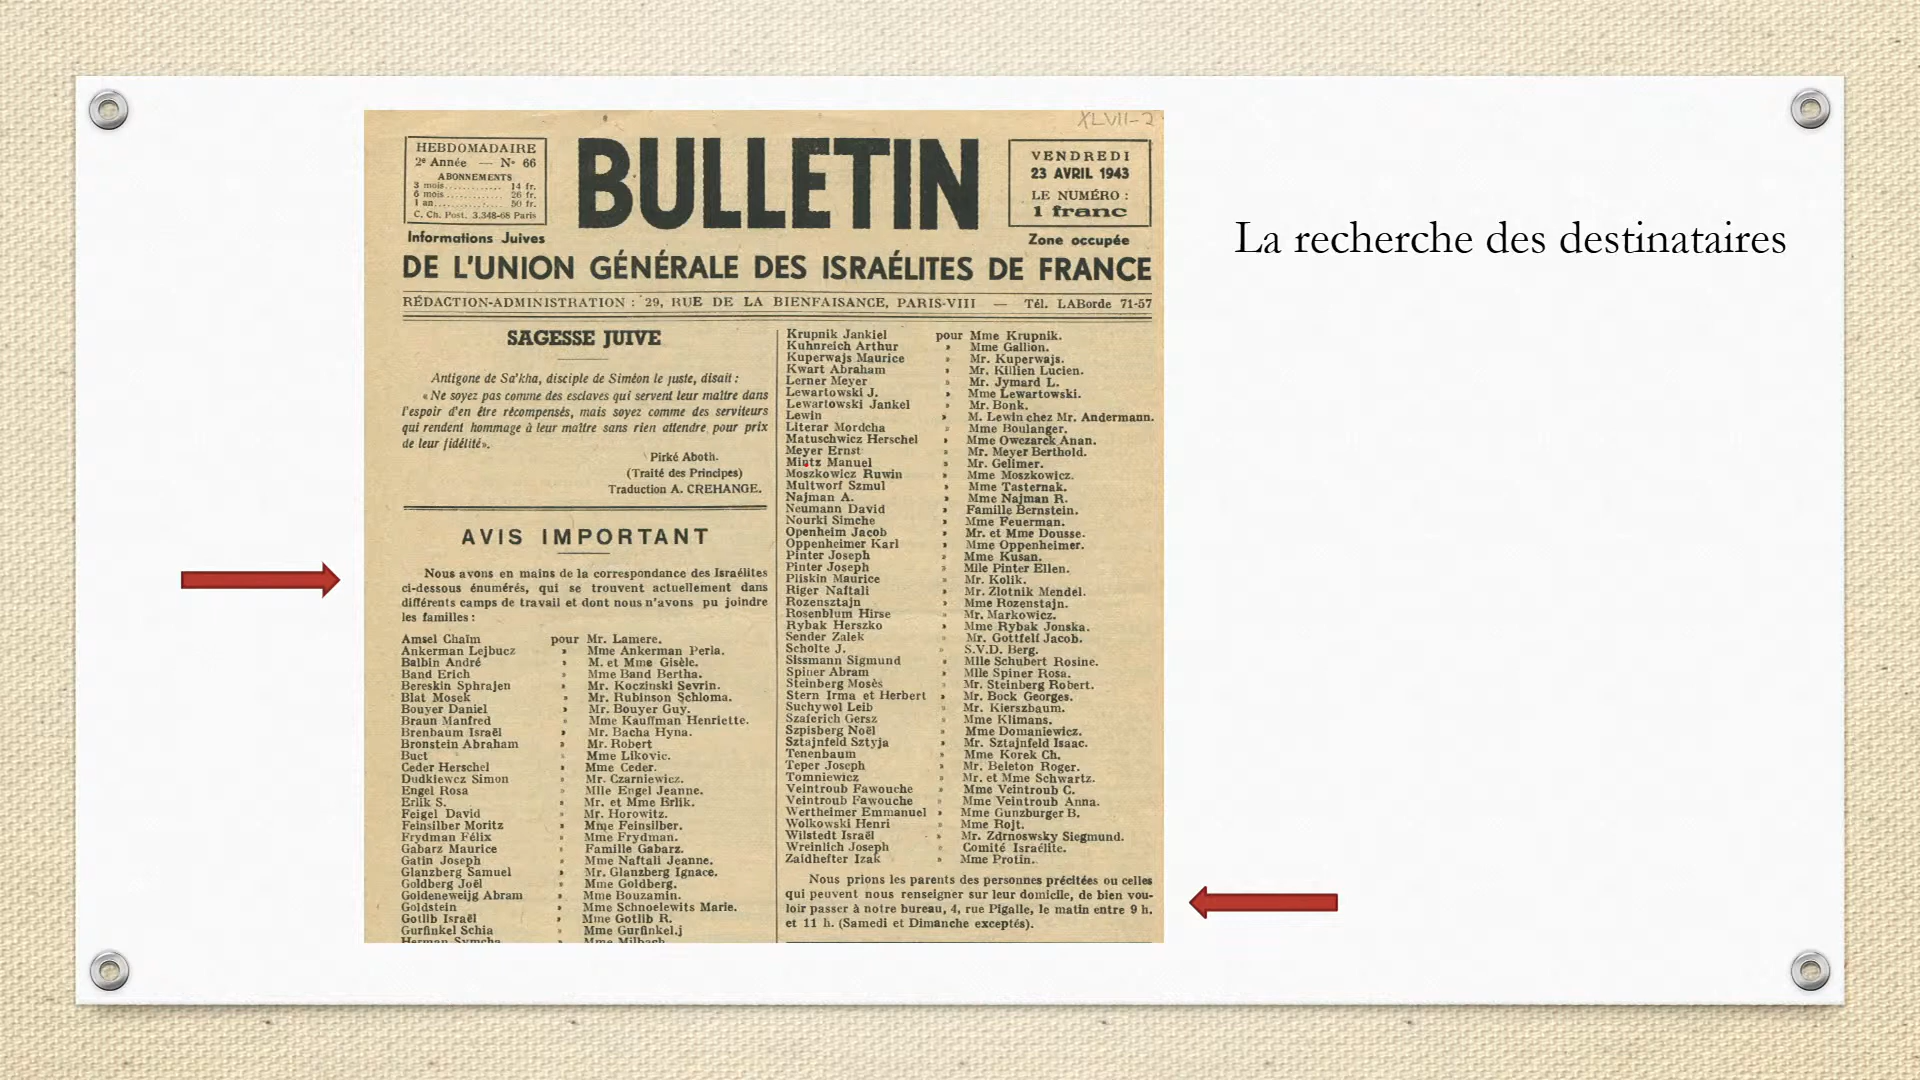 XLVII-2
HEBDOMADAIRE
2e Année — No 66
ABONNEMENTS
3 mois............ 14 fr.
6 mois............ 26 fr.
1 an............... 50 fr.
C. Ch. Post. 3.348-68 Paris
BULLETIN
VENDREDI
23 AVRIL 1943
LE NUMÉRO :
1 franc
Informations Juives
Zone occupée
DE L'UNION GÉNÉRALE DES ISRAÉLITES DE FRANCE
RÉDACTION-ADMINISTRATION : 29, RUE DE LA BIENFAISANCE, PARIS-VIII — Tél. LABorde 71-57
SAGESSE JUIVE
Antigone de Sa'kha, disciple de Siméon le juste, disait :
« Ne soyez pas comme des esclaves qui servent leur maître dans
l'espoir d'en être récompensés, mais soyez comme des serviteurs
qui rendent hommage à leur maître sans rien attendre pour prix
de leur fidélité».
Pirké Aboth.
(Traité des Principes)
Traduction A. CREHANGE.
AVIS IMPORTANT
Nous avons en mains de la correspondance des Israélites
ci-dessous énumérés, qui se trouvent actuellement dans
différents camps de travail et dont nous n'avons pu joindre
les familles :
Amsel Chaïm pour Mr. Lamere.
Ankerman Lejbucz » Mme Ankerman Perla.
Balbin André » M. et Mme Gisèle.
Band Erich » Mme Band Bertha.
Bereskin Sphrajen » Mr. Koczinski Sevrin.
Blat Mosek » Mr. Rubinson Schloma.
Bouyer Daniel » Mr. Bouyer Guy.
Braun Manfred » Mme Kauffman Henriette.
Brenbaum Israël » Mr. Bacha Hyna.
Bronstein Abraham » Mr. Robert
Buct » Mme Likovic.
Ceder Herschel » Mme Ceder.
Dudkiewcz Simon » Mr. Czarniewicz.
Engel Rosa » Mlle Engel Jeanne.
Erlik S. » Mr. et Mme Erlik.
Feigel David » Mr. Horowitz.
Feinsilber Moritz » Mme Feinsilber.
Frydman Félix » Mme Frydman.
Gabarz Maurice » Famille Gabarz.
Gatin Joseph » Mme Naftali Jeanne.
Glanzberg Samuel » Mr. Glanzberg Ignace.
Goldberg Joël » Mme Goldberg.
Goldeneweijg Abram » Mme Bouzamin.
Goldstein » Mme Schnoelewits Marie.
Gotlib Israël » Mme Gotlib R.
Gurfinkel Schia » Mme Gurfinkel.j
Herman Symcha » Mme Milbach
Krupnik Jankiel pour Mme Krupnik.
Kuhnreich Arthur » Mme Gallion.
Kuperwajs Maurice » Mr. Kuperwajs.
Kwart Abraham » Mr. Killien Lucien.
Lerner Meyer » Mr. Jymard L.
Lewartowski J. » Mme Lewartowski.
Lewartowski Jankel » Mr. Bonk.
Lewin » M. Lewin chez Mr. Andermann.
Literar Mordcha » Mme Boulanger.
Matuschwicz Herschel » Mme Owczarck Anan.
Meyer Ernst » Mr. Meyer Berthold.
Mintz Manuel » Mr. Gellmer.
Moszkowicz Ruwin » Mme Moszkowicz.
Multworf Szmul » Mme Tasternak.
Najman A. » Mme Najman R.
Neumann David » Famille Bernstein.
Nourki Simche » Mme Feuerman.
Openheim Jacob » Mr. et Mme Dousse.
Oppenheimer Karl » Mme Oppenheimer.
Pinter Joseph » Mme Kusan.
Pinter Joseph » Mlle Pinter Ellen.
Pliskin Maurice » Mr. Kolik.
Riger Naftali » Mr. Zlotnik Mendel.
Rozensztajn » Mme Rozenstajn.
Rosenblum Hirse » Mr. Markowicz.
Rybak Herszko » Mme Rybak Jonska.
Sender Zalek » Mr. Gottfelf Jacob.
Scholte J. » S.V.D. Berg.
Sissmann Sigmund » Mlle Schubert Rosine.
Spiner Abram » Mlle Spiner Rosa.
Steinberg Mosès » Mr. Steinberg Robert.
Stern Irma et Herbert » Mr. Bock Georges.
Suchywol Leib » Mr. Kierszbaum.
Szaferich Gersz » Mme Klimans.
Szpisberg Noël » Mme Domaniewicz.
Sztajnfeld Sztyja » Mr. Sztajnfeld Isaac.
Tenenbaum » Mme Korek Ch.
Teper Joseph » Mr. Beleton Roger.
Tomniewicz » Mr. et Mme Schwartz.
Veintroub Fawouche » Mme Veintroub C.
Veintroub Fawouche » Mme Veintroub Anna.
Wertheimer Emmanuel » Mme Gunzburger B.
Wolkowski Henri » Mme Rojt.
Wilstedt Israël » Mr. Zdrnoswsky Siegmund.
Wreinlich Joseph » Comité Israélite.
Zaidhefter Izak » Mme Protin.
Nous prions les parents des personnes précitées ou celles
qui peuvent nous renseigner sur leur domicile, de bien vou-
loir passer à notre bureau, 4, rue Pigalle, le matin entre 9 h.
et 11 h. (Samedi et Dimanche exceptés).
La recherche des destinataires